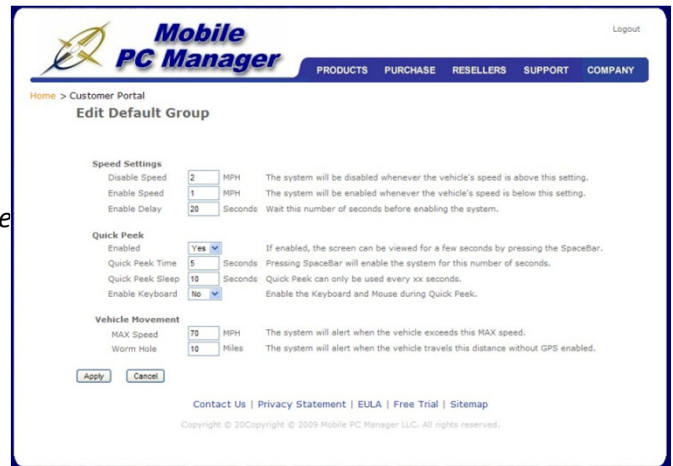 Logout
Mobile
PC Manager
PRODUCTS PURCHASE RESELLERS SUPPORT COMPANY
Home > Customer Portal
Edit Default Group
Speed Settings
Disable Speed 2 MPH The system will be disabled whenever the vehicle's speed is above this setting.
Enable Speed 1 MPH The system will be enabled whenever the vehicle's speed is below this setting.
Enable Delay 20 Seconds Wait this number of seconds before enabling the system.
e
Quick Peek
Enabled Yes If enabled, the screen can be viewed for a few seconds by pressing the SpaceBar.
Quick Peek Time 5 Seconds Pressing SpaceBar will enable the system for this number of seconds.
Quick Peek Sleep 10 Seconds Quick Peek can only be used every xx seconds.
Enable Keyboard No Enable the Keyboard and Mouse during Quick Peek.
Vehicle Movement
MAX Speed 70 MPH The system will alert when the vehicle exceeds this MAX speed.
Worm Hole 10 Miles The system will alert when the vehicle travels this distance without GPS enabled.
Apply Cancel
Contact Us | Privacy Statement | EULA | Free Trial | Sitemap
Copyright © 20Copyright © 2009 Mobile PC Manager LLC. All rights reserved.